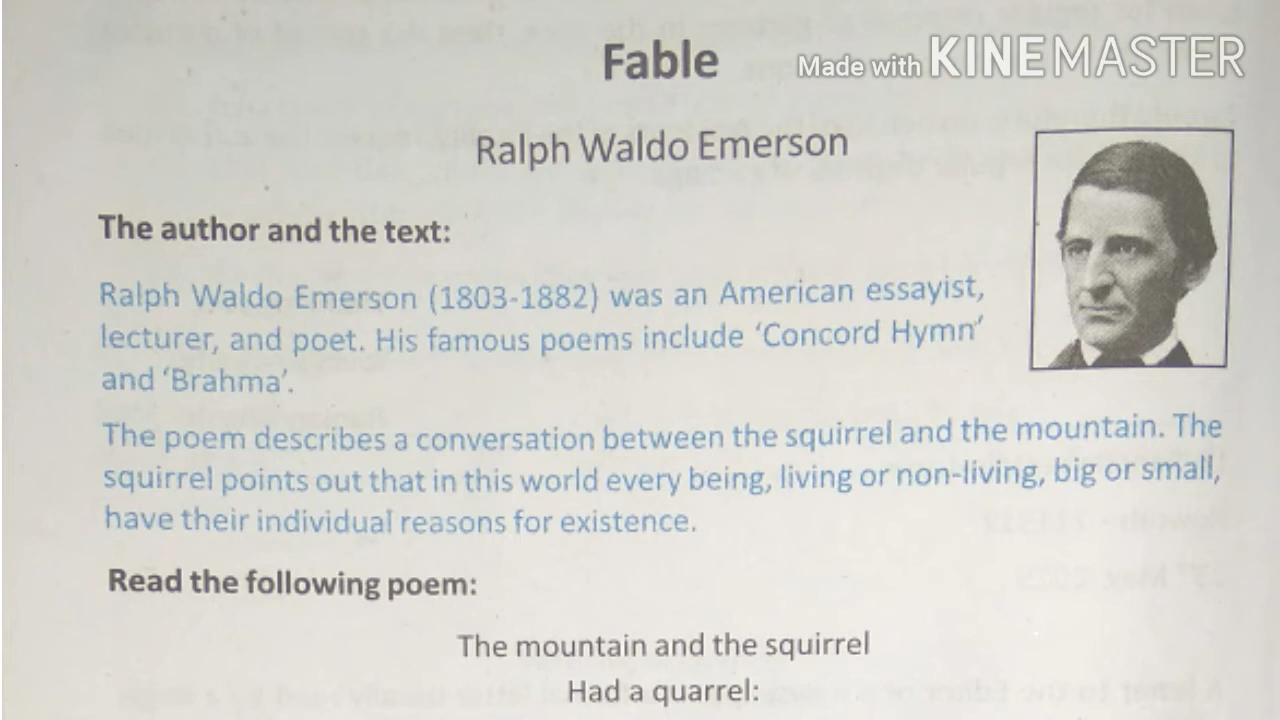 Fable
Made with KINEMASTER
Ralph Waldo Emerson
The author and the text:
Ralph Waldo Emerson (1803-1882) was an American essayist,
lecturer, and poet. His famous poems include ‘Concord Hymn’
and ‘Brahma’.
The poem describes a conversation between the squirrel and the mountain. The
squirrel points out that in this world every being, living or non-living, big or small,
have their individual reasons for existence.
Read the following poem:
The mountain and the squirrel
Had a quarrel: